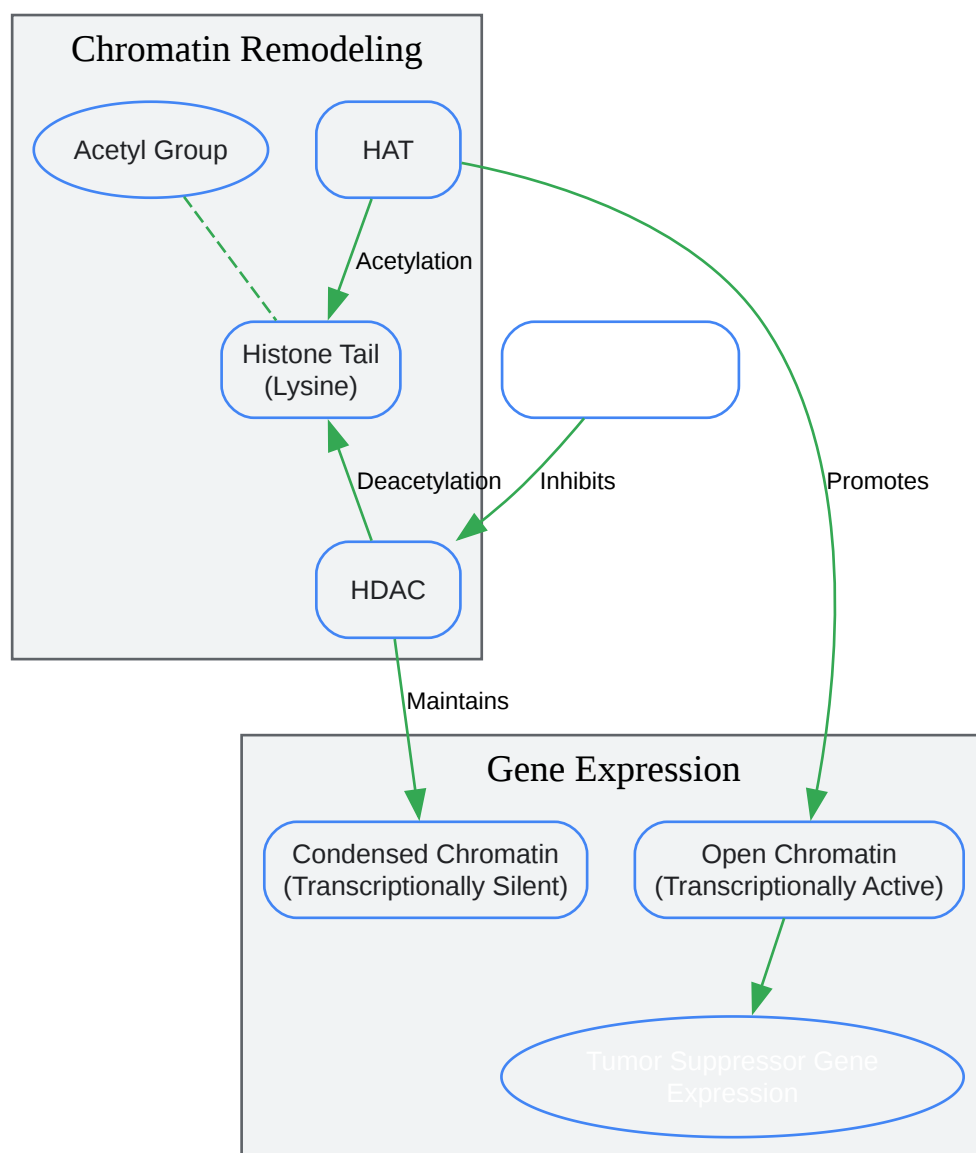 Chromatin Remodeling
Acetyl Group
HAT
Acetylation
Histone Tail
(Lysine)
Deacetylation
Inhibits
Promotes
HDAC
Maintains
Gene Expression
Condensed Chromatin
(Transcriptionally Silent)
Open Chromatin
(Transcriptionally Active)
Tumor Suppressor Gene
Expression